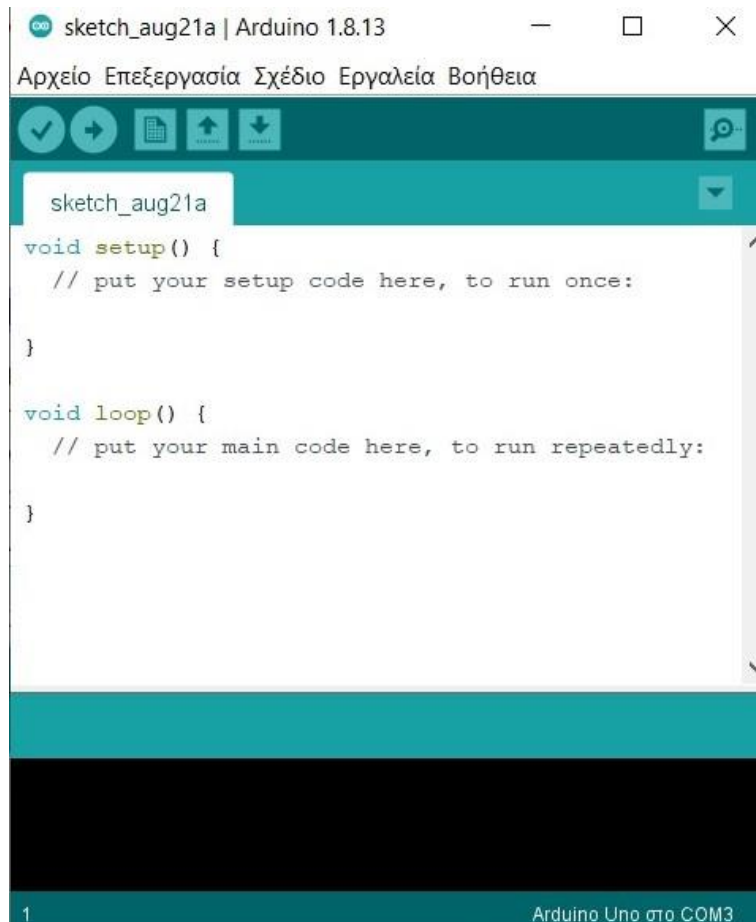 sketch_aug21a | Arduino 1.8.13
Αρχείο Επεξεργασία Σχέδιο Εργαλεία Βοήθεια
sketch_aug21a
void setup() {
  // put your setup code here, to run once:
}
void loop() {
  // put your main code here, to run repeatedly:
}
1 Arduino Uno στο COM3